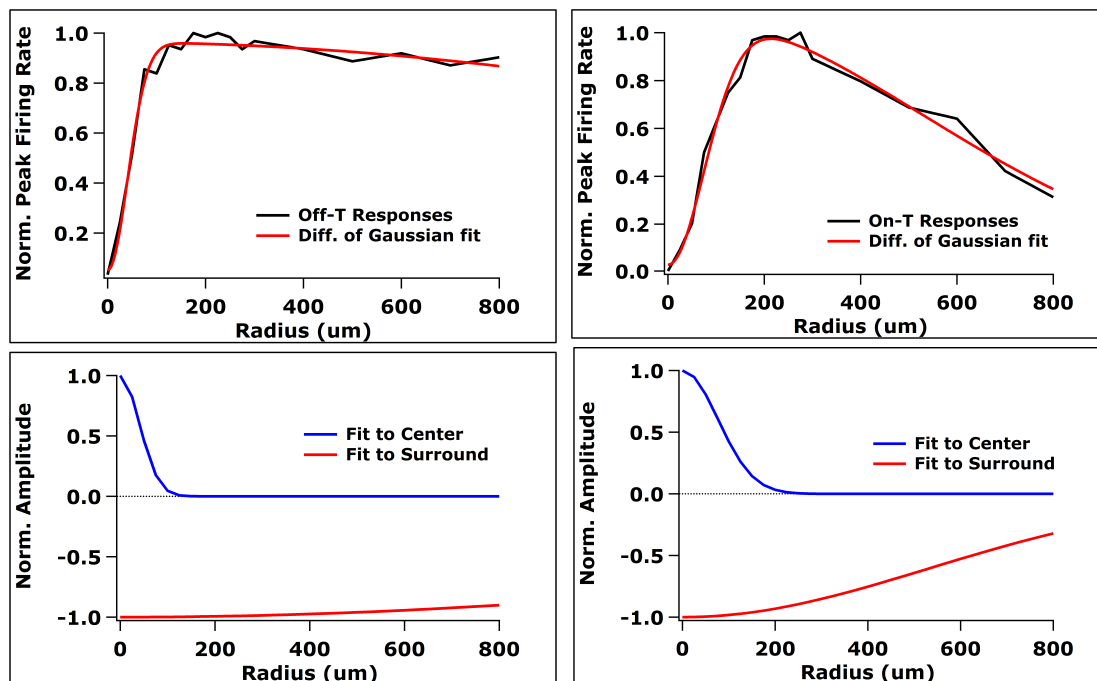 Norm. Peak Firing Rate
1.0
0.8
0.6
0.4
0.2
Off-T Responses
Diff. of Gaussian fit
0
200
400
600
800
Radius (um)
Norm. Peak Firing Rate
1.0
0.8
0.6
0.4
0.2
0.0
On-T Responses
Diff. of Gaussian fit
0
200
400
600
800
Radius (um)
Norm. Amplitude
1.0
0.5
0.0
-0.5
-1.0
Fit to Center
Fit to Surround
0
200
400
600
800
Radius (um)
Norm. Amplitude
1.0
0.5
0.0
-0.5
-1.0
Fit to Center
Fit to Surround
0
200
400
600
800
Radius (um)